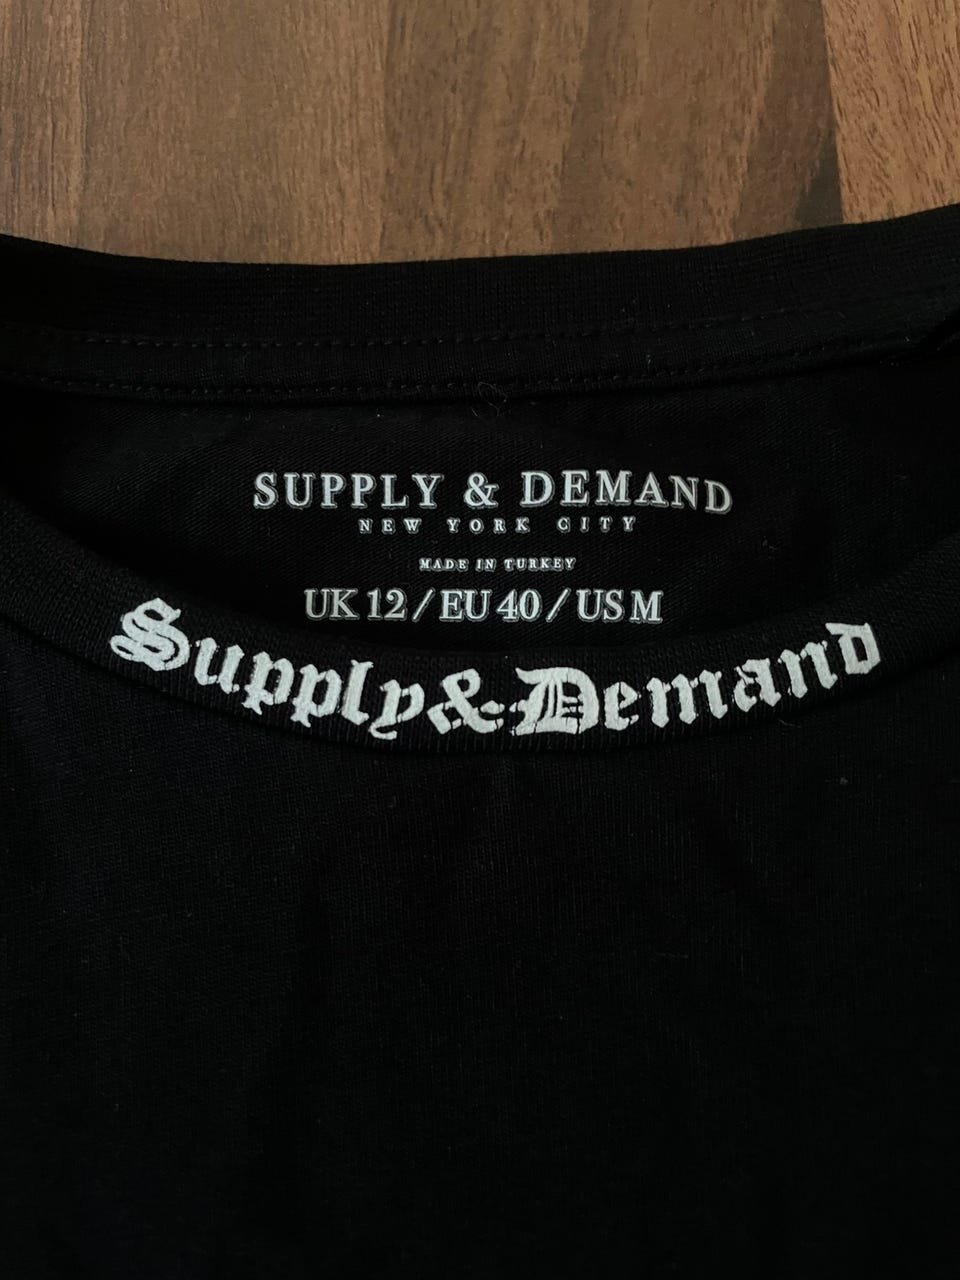 SUPPLY & DEMAND
NEW YORK CITY
MADE IN TURKEY
UK 12 / EU 40 / US M
Supply & Demand